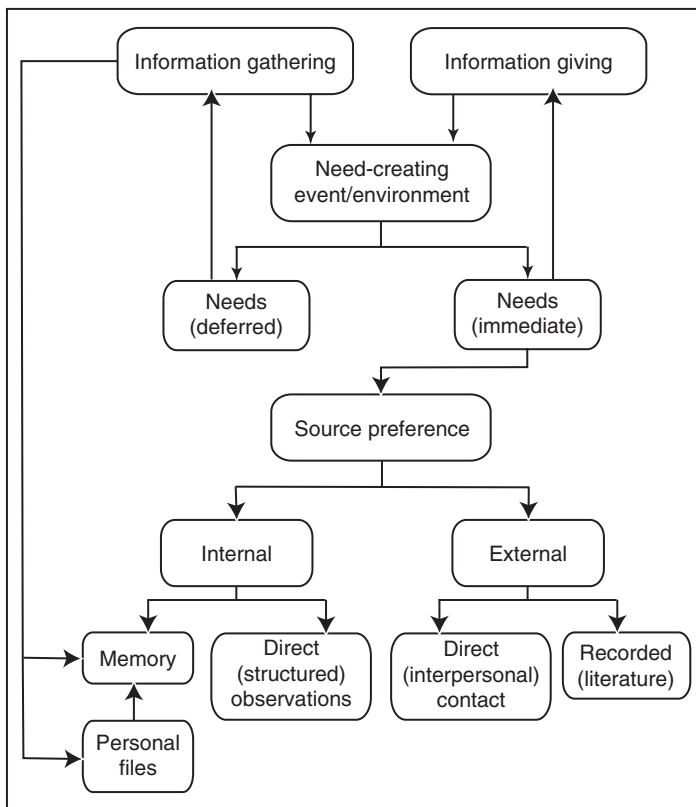 Information gathering
Information giving
Need-creating
event/environment
Needs
(deferred)
Needs
(immediate)
Source preference
Internal
External
Memory
Direct
(structured)
observations
Direct
(interpersonal)
contact
Recorded
(literature)
Personal
files